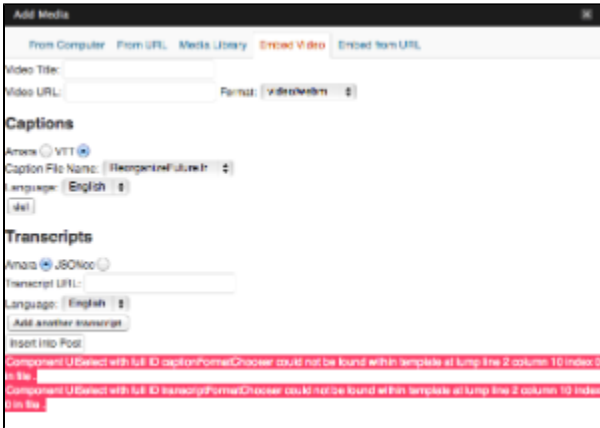 Add Media
From Computer From URL Media Library Embed Video Embed from URL
Video Title:
Video URL: Format: video/webm
Captions
Amara VTT
Caption File Name:
Language: English
del
Transcripts
Amara
Transcript URL:
Language: English
Add another transcript
Insert into Post
Component UISelect with full ID captionFormatChooser could not be found within template at lump line 2 column 10 index 0
in file
Component UISelect with full ID transcriptFormatChooser could not be found within template at lump line 2 column 10 index
0 in file